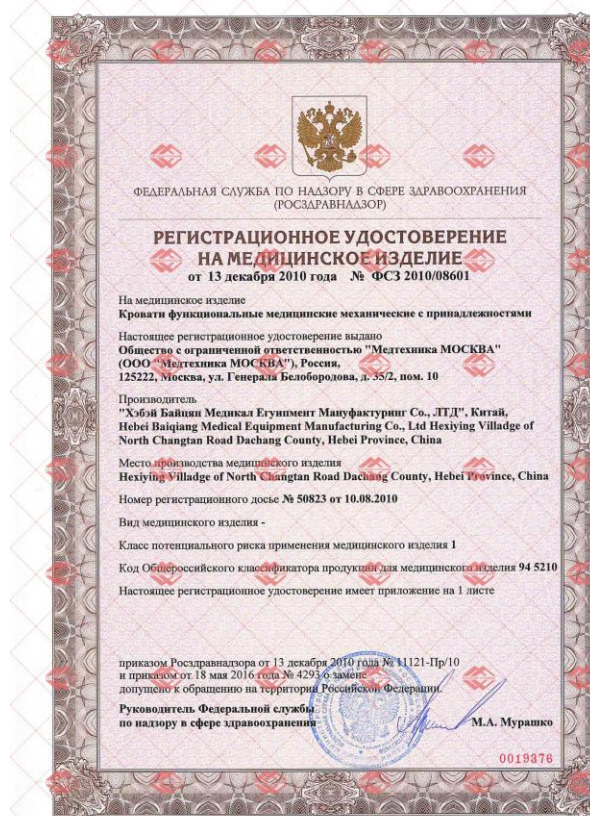 ФЕДЕРАЛЬНАЯ СЛУЖБА ПО НАДЗОРУ В СФЕРЕ ЗДРАВООХРАНЕНИЯ
(РОСЗДРАВНАДЗОР)
РЕГИСТРАЦИОННОЕ УДОСТОВЕРЕНИЕ
НА МЕДИЦИНСКОЕ ИЗДЕЛИЕ
от 13 декабря 2010 года № ФСЗ 2010/08601
На медицинское изделие
Кровати функциональные медицинские механические с принадлежностями
Настоящее регистрационное удостоверение выдано
Общество с ограниченной ответственностью "Медтехника МОСКВА"
(ООО "Медтехника МОСКВА"), Россия,
125222, Москва, ул. Генерала Белобородова, д. 35/2, пом. 10
Производитель
"Хэбэй Байцян Медикал Егуипмент Мануфактуринг Со., ЛТД", Китай,
Hebei Baiqiang Medical Equipment Manufacturing Co., Ltd Hexiying Villadge of
North Changtan Road Dachang County, Hebei Province, China
Место производства медицинского изделия
Hexiying Villadge of North Changtan Road Dachang County, Hebei Province, China
Номер регистрационного досье № 50823 от 10.08.2010
Вид медицинского изделия -
Класс потенциального риска применения медицинского изделия 1
Код Общероссийского классификатора продукции для медицинского изделия 94 5210
Настоящее регистрационное удостоверение имеет приложение на 1 листе
приказом Росздравнадзора от 13 декабря 2010 года № 11121-Пр/10
и приказом от 18 мая 2016 года № 4293 о замене
допущено к обращению на территории Российской Федерации.
Руководитель Федеральной службы
по надзору в сфере здравоохранения
М.А. Мурашко
0019376